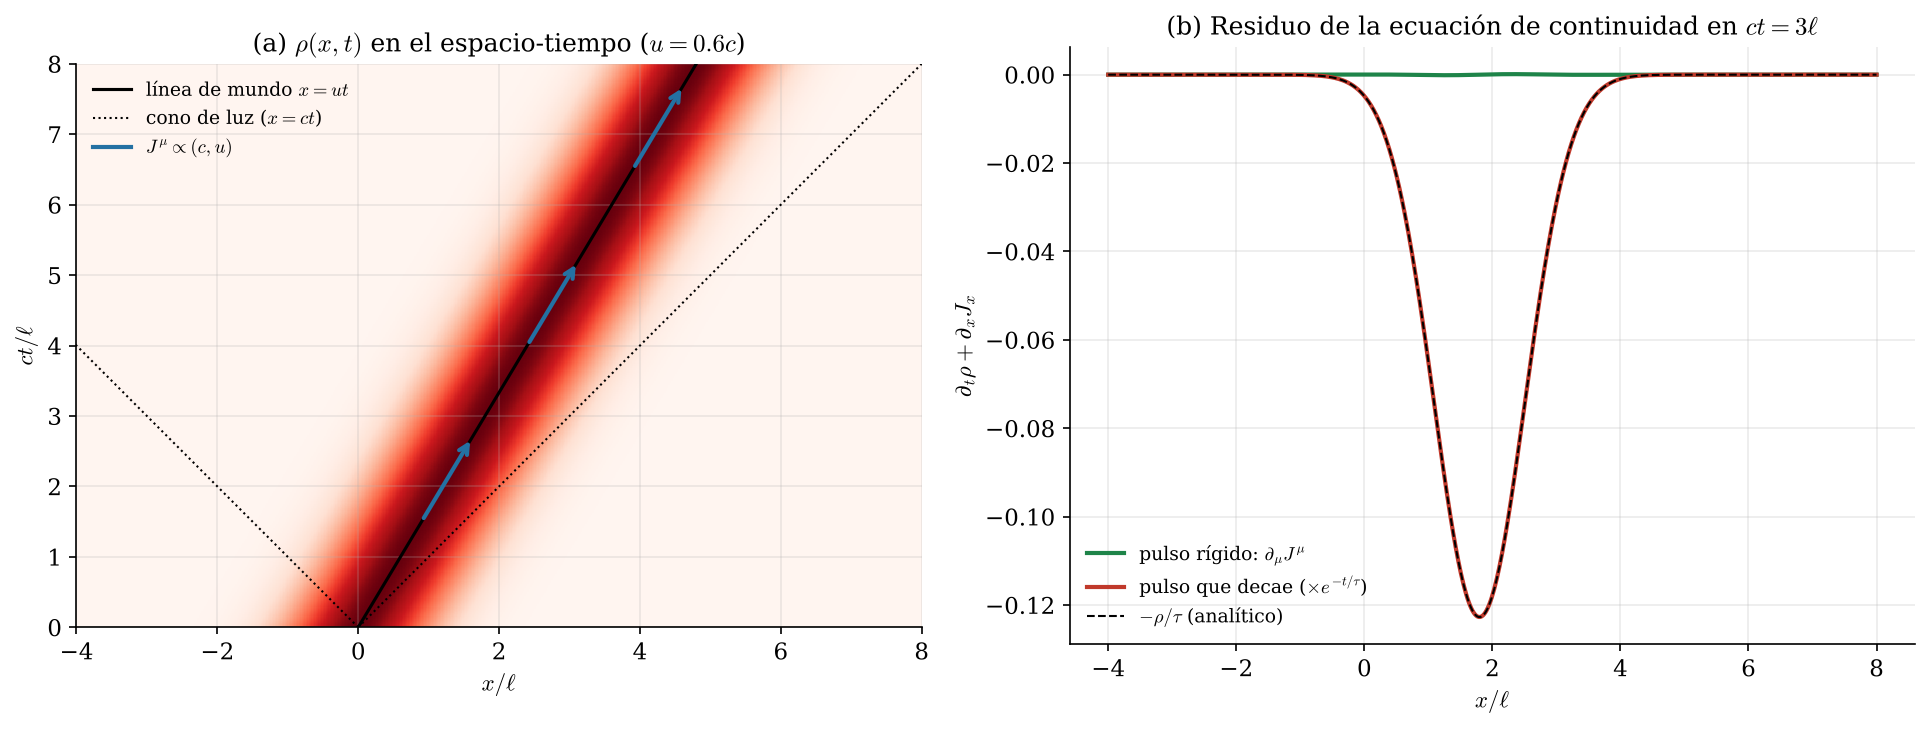 (a) ρ(x, t) en el espacio-tiempo (u = 0.6c)
línea de mundo x = ut
cono de luz (x = ct)
J^μ ∝ (c, u)
ct/ℓ
8
7
6
5
4
3
2
1
0
−4 −2 0 2 4 6 8
x/ℓ
(b) Residuo de la ecuación de continuidad en ct = 3ℓ
∂_tρ + ∂_xJ_x
0.00
−0.02
−0.04
−0.06
−0.08
−0.10
−0.12
pulso rígido: ∂_μJ^μ
pulso que decae (×e^{−t/τ})
−ρ/τ (analítico)
−4 −2 0 2 4 6 8
x/ℓ